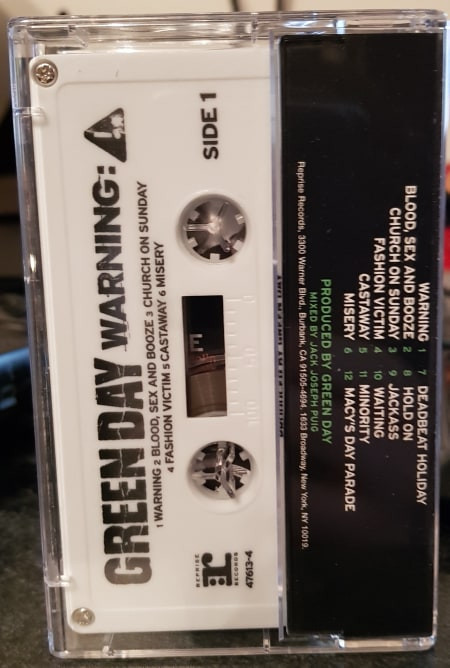 GREEN DAY WARNING:
1 WARNING 2 BLOOD, SEX AND BOOZE 3 CHURCH ON SUNDAY
4 FASHION VICTIM 5 CASTAWAY 6 MISERY
SIDE 1
REPRISE
r
RECORDS
47613-4
WARNING 1 7 DEADBEAT HOLIDAY
BLOOD, SEX AND BOOZE 2 8 HOLD ON
CHURCH ON SUNDAY 3 9 JACKASS
FASHION VICTIM 4 10 WAITING
CASTAWAY 5 11 MINORITY
MISERY 6 12 MACY'S DAY PARADE
PRODUCED BY GREEN DAY
MIXED BY JACK JOSEPH PUIG
Reprise Records, 3300 Warner Blvd., Burbank, CA 91505-4694, 1633 Broadway, New York, NY 10019.